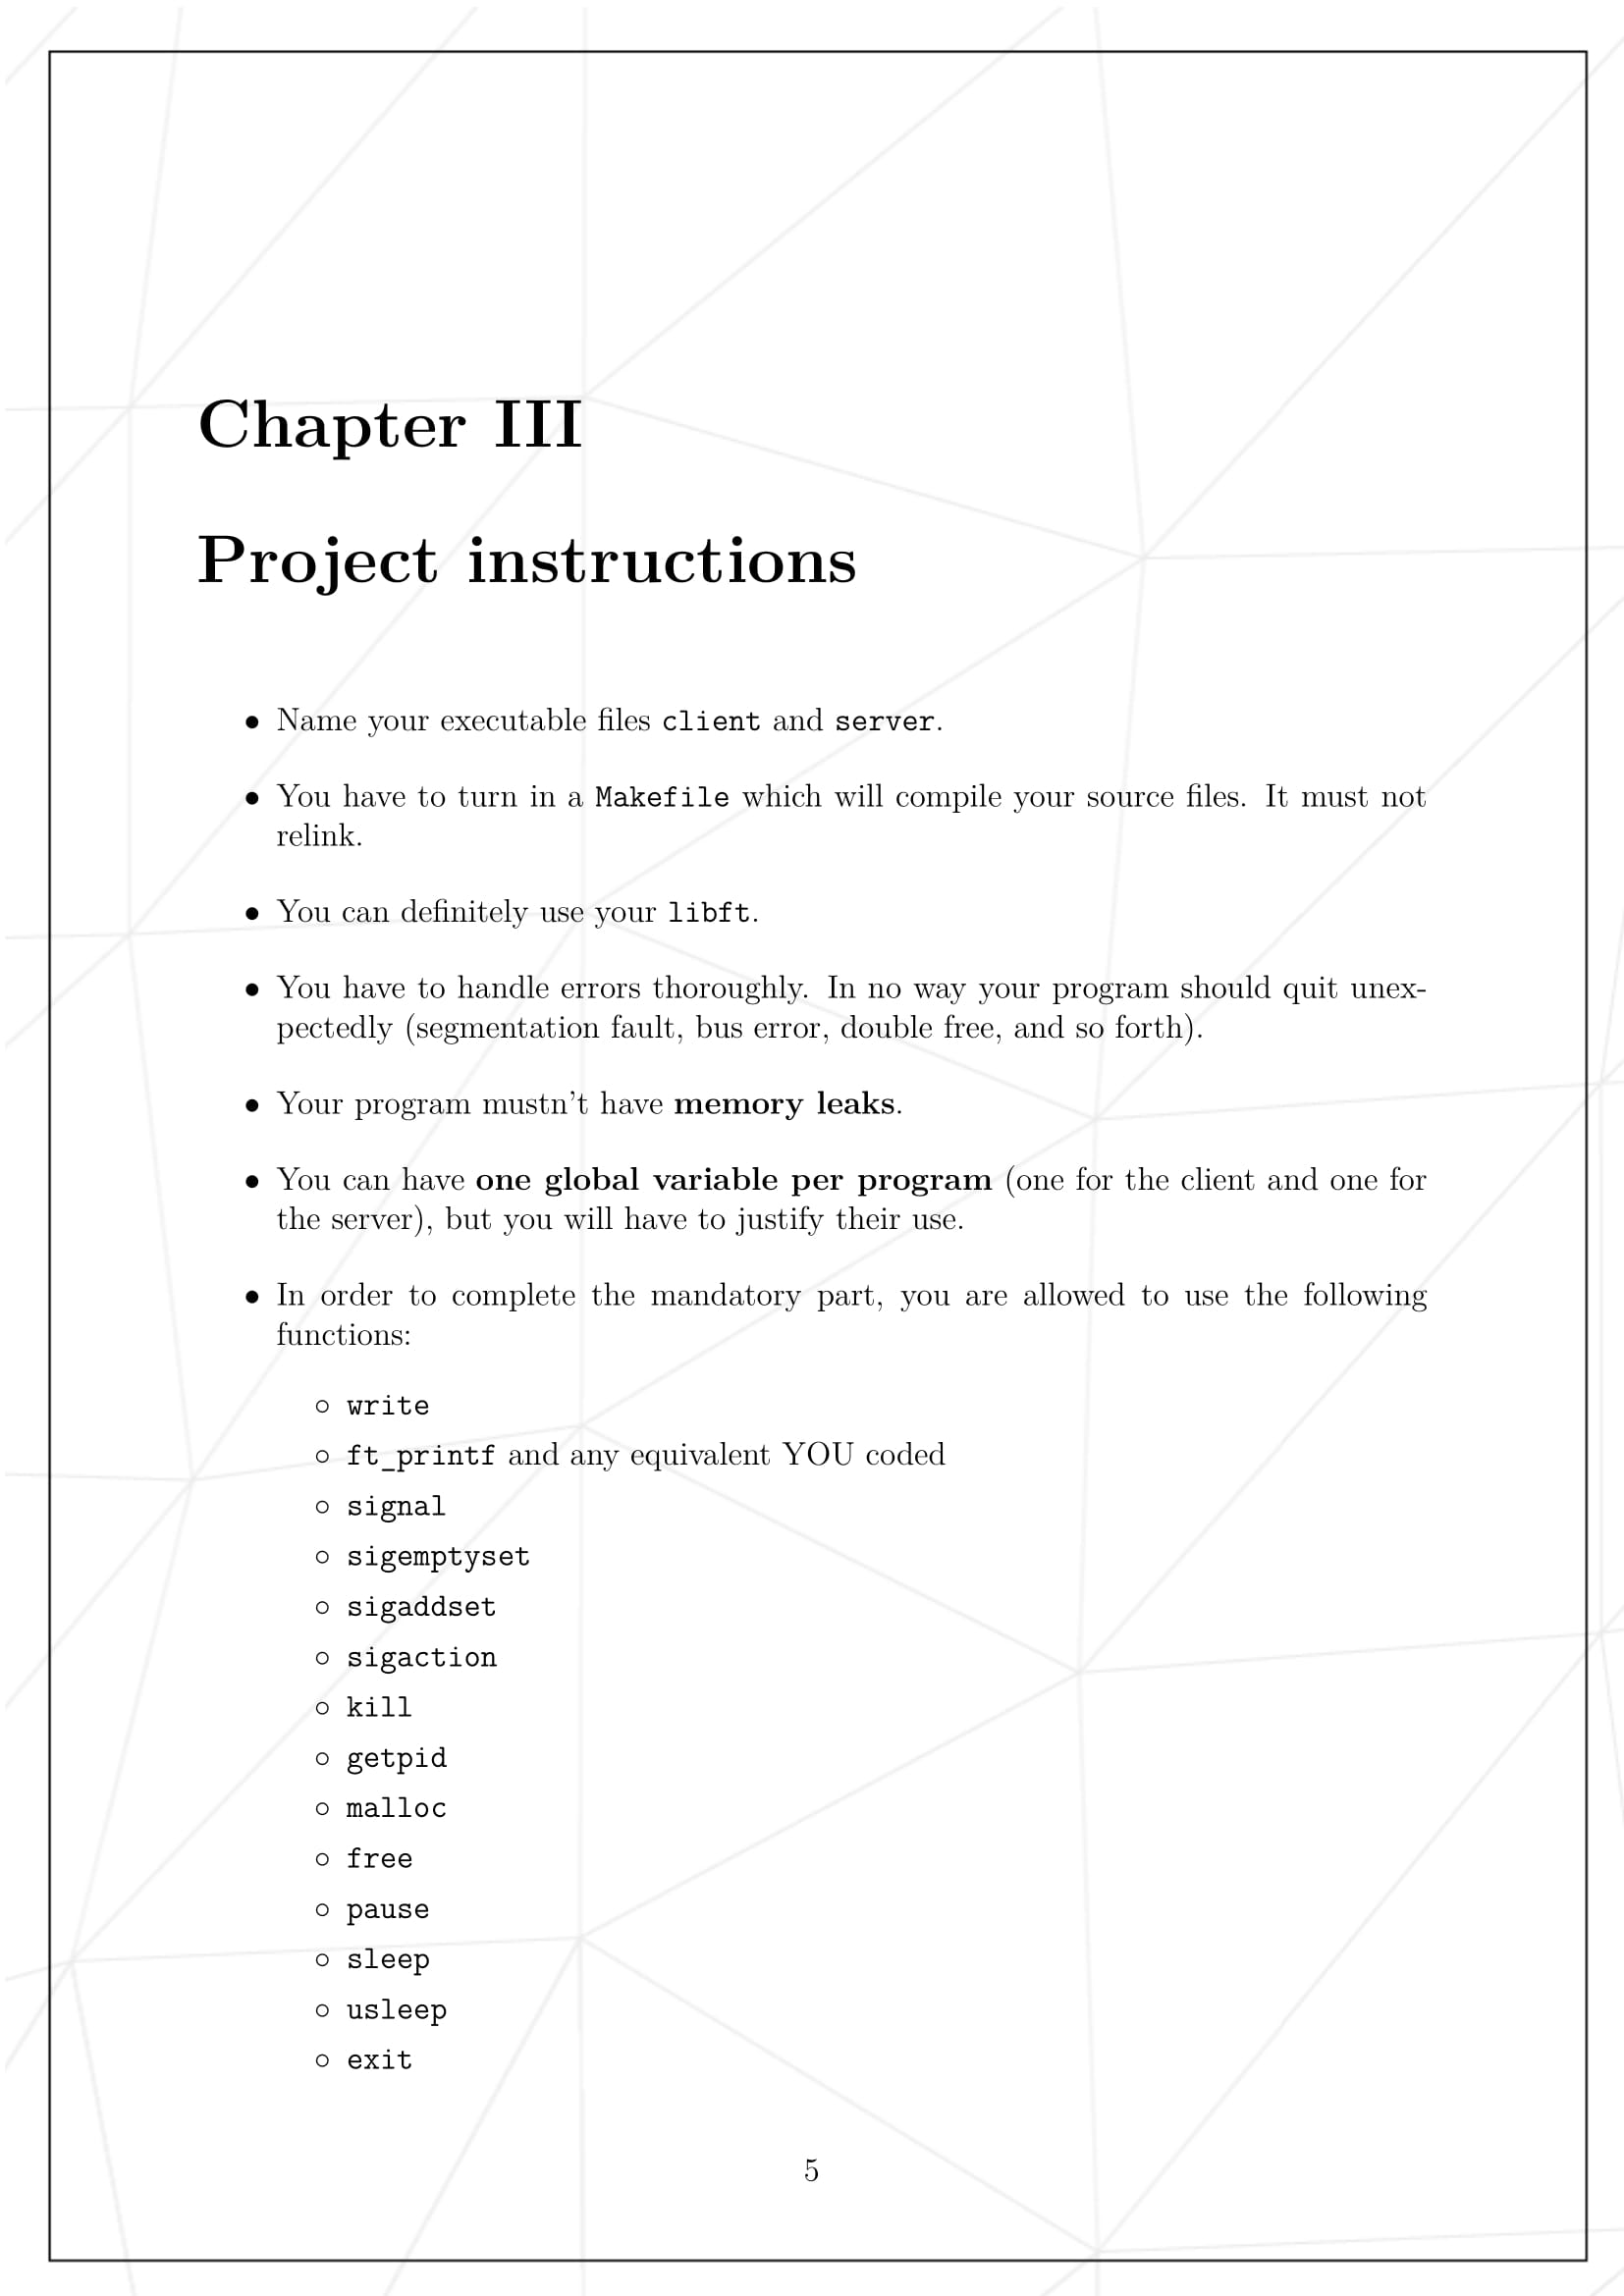 Chapter III
Project instructions
• Name your executable files client and server.
• You have to turn in a Makefile which will compile your source files. It must not
relink.
• You can definitely use your libft.
• You have to handle errors thoroughly. In no way your program should quit unex-
pectedly (segmentation fault, bus error, double free, and so forth).
• Your program mustn't have memory leaks.
• You can have one global variable per program (one for the client and one for
the server), but you will have to justify their use.
• In order to complete the mandatory part, you are allowed to use the following
functions:
◦ write
◦ ft_printf and any equivalent YOU coded
◦ signal
◦ sigemptyset
◦ sigaddset
◦ sigaction
◦ kill
◦ getpid
◦ malloc
◦ free
◦ pause
◦ sleep
◦ usleep
◦ exit
5